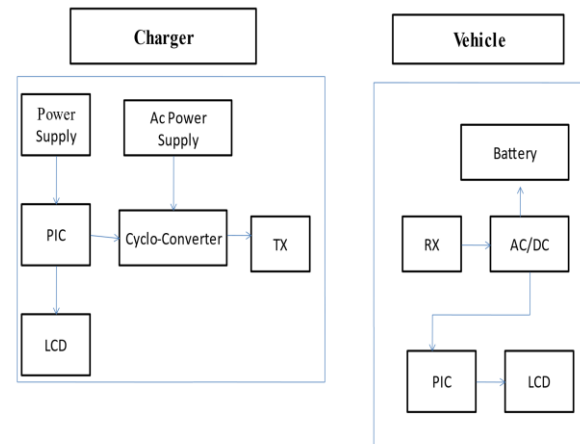 Charger
Power
Supply
Ac Power
Supply
PIC
Cyclo-Converter
TX
LCD
Vehicle
Battery
RX
AC/DC
PIC
LCD